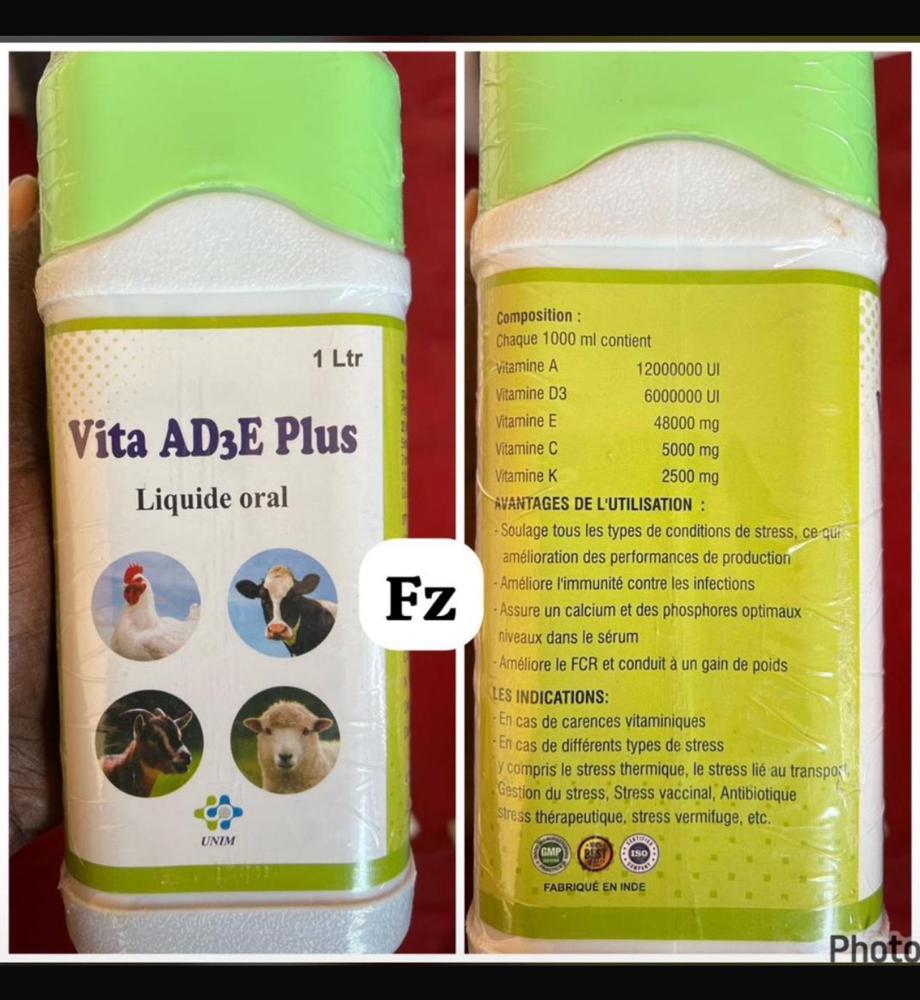 1 Ltr
Vita AD3E Plus
Liquide oral
UNIM
Fz
Composition :
Chaque 1000 ml contient
Vitamine A 12000000 UI
Vitamine D3 6000000 UI
Vitamine E 48000 mg
Vitamine C 5000 mg
Vitamine K 2500 mg
AVANTAGES DE L'UTILISATION :
- Soulage tous les types de conditions de stress, ce qui
amélioration des performances de production
- Améliore l'immunité contre les infections
- Assure un calcium et des phosphores optimaux
niveaux dans le sérum
- Améliore le FCR et conduit à un gain de poids
LES INDICATIONS:
- En cas de carences vitaminiques
- En cas de différents types de stress
y compris le stress thermique, le stress lié au transport,
Gestion du stress, Stress vaccinal, Antibiotique
stress thérapeutique, stress vermifuge, etc.
GMP
BEST
ISO
FABRIQUÉ EN INDE
Photo